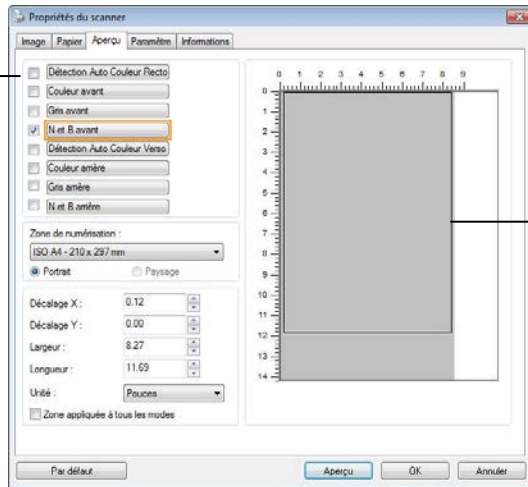 Propriétés du scanner
Image Papier Aperçu Paramètre Informations
Détection Auto Couleur Recto
Couleur avant
Gris avant
N et B avant
Détection Auto Couleur Verso
Couleur arrière
Gris arrière
N et B arrière
Zone de numérisation :
ISO A4 - 210 x 297 mm
Portrait Paysage
Décalage X : 0.12
Décalage Y : 0.00
Largeur : 8.27
Longueur : 11.69
Unité : Pouces
Zone appliquée à tous les modes
0 1 2 3 4 5 6 7 8 9
0
1
2
3
4
5
6
7
8
9
10
11
12
13
14
Par défaut Aperçu OK Annuler